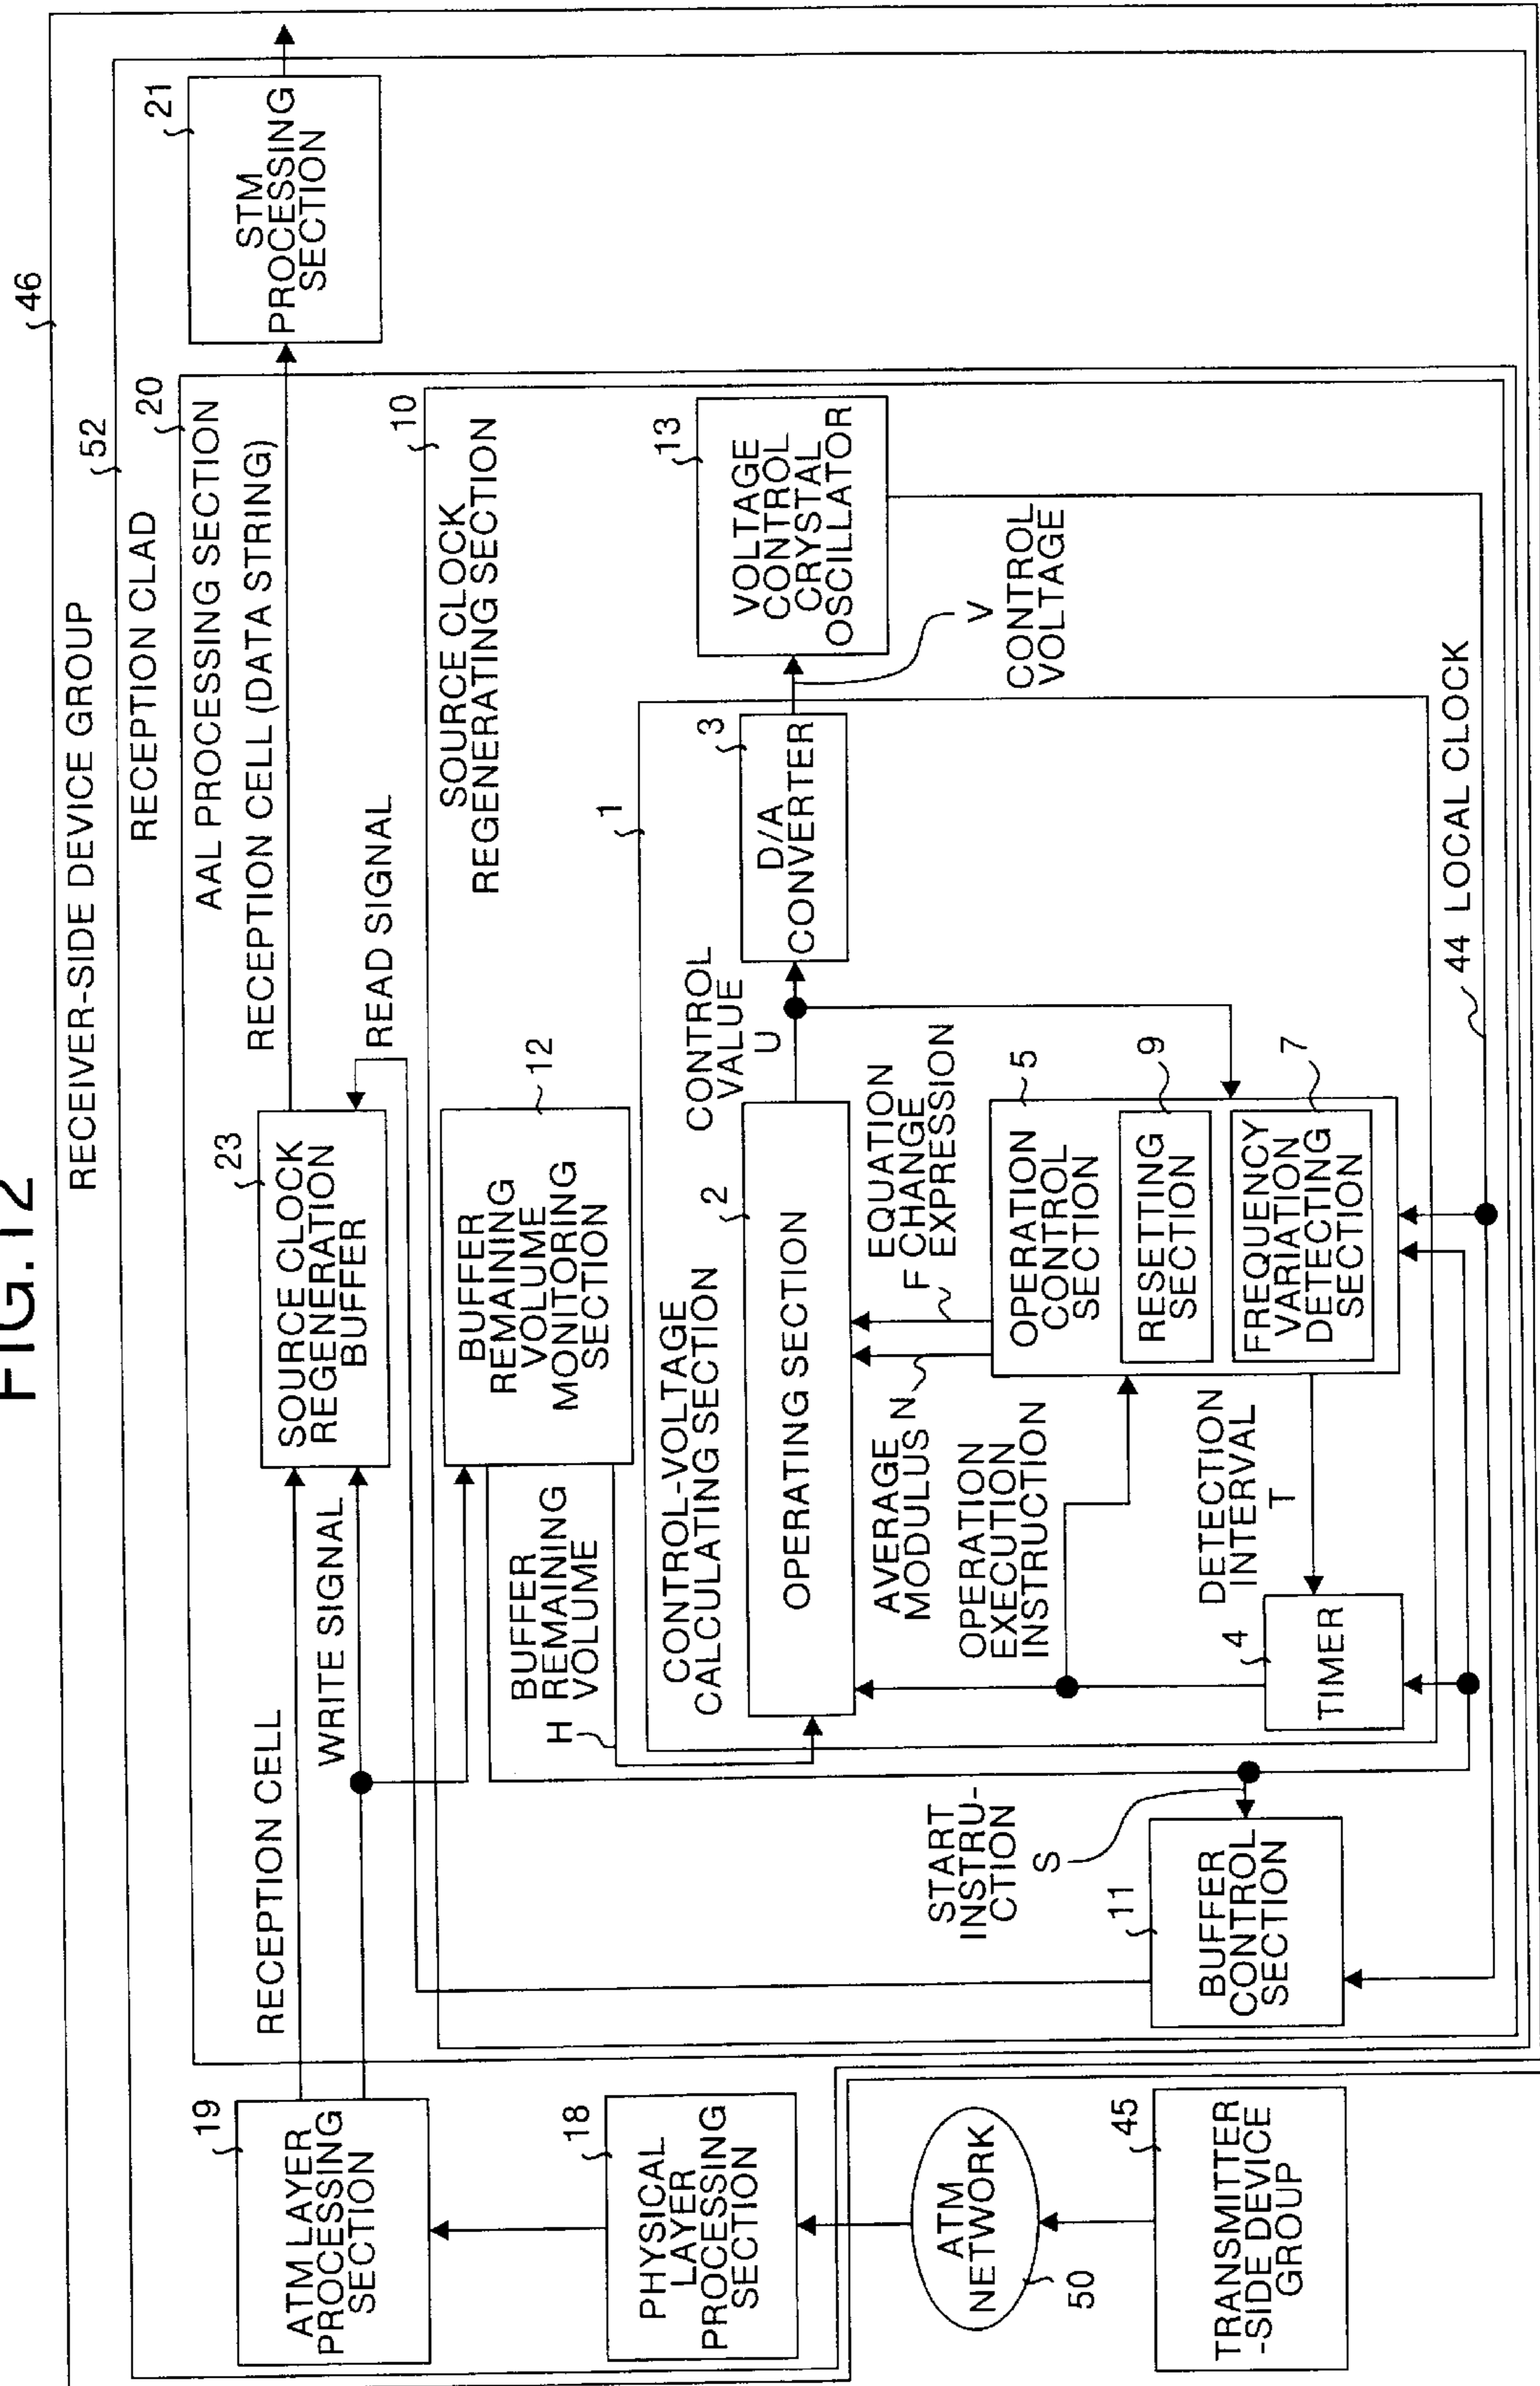 FIG.12
RECEIVER-SIDE DEVICE GROUP
46
RECEPTION CLAD
52
AAL PROCESSING SECTION
20
RECEPTION CELL (DATA STRING)
21
STM
PROCESSING
SECTION
19
ATM LAYER
PROCESSING
SECTION
RECEPTION CELL
WRITE SIGNAL
23
SOURCE CLOCK
REGENERATION
BUFFER
READ SIGNAL
10
SOURCE CLOCK
REGENERATING SECTION
18
PHYSICAL
LAYER
PROCESSING
SECTION
BUFFER
REMAINING
VOLUME
MONITORING
SECTION
12
BUFFER
H REMAINING
VOLUME
CONTROL-VOLTAGE
CALCULATING SECTION
1
2
OPERATING SECTION
CONTROL
VALUE
U
3
D/A
CONVERTER
13
VOLTAGE
CONTROL
CRYSTAL
OSCILLATOR
V
CONTROL
VOLTAGE
ATM
NETWORK
50
START
INSTRU-
CTION
S
AVERAGE
MODULUS N
F
EQUATION
CHANGE
EXPRESSION
OPERATION
EXECUTION
INSTRUCTION
OPERATION
CONTROL
SECTION
5
RESETTING
SECTION
9
FREQUENCY
VARIATION
DETECTING
SECTION
7
DETECTION
INTERVAL
T
4
TIMER
11
BUFFER
CONTROL
SECTION
44 LOCAL CLOCK
45
TRANSMITTER
-SIDE DEVICE
GROUP